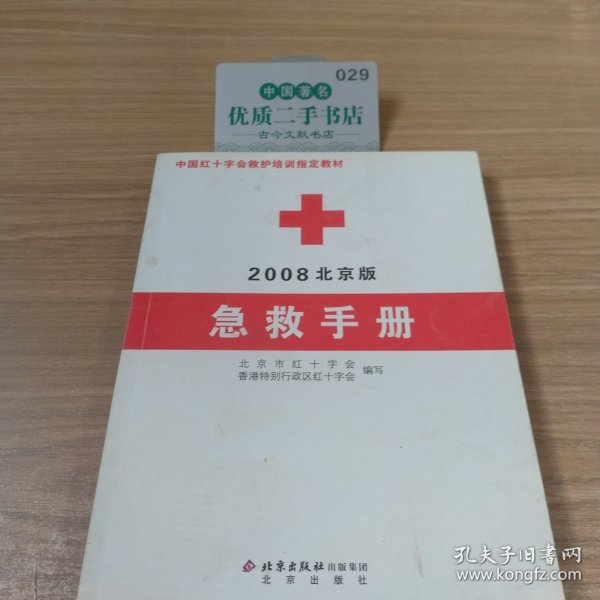 029
中国著名
优质二手书店
古今文献书店
中国红十字会救护培训指定教材
2008北京版
急救手册
北京市红十字会
香港特别行政区红十字会
编写
北京出版社出版集团
北京出版社
孔夫子旧书网
www.kongfz.com